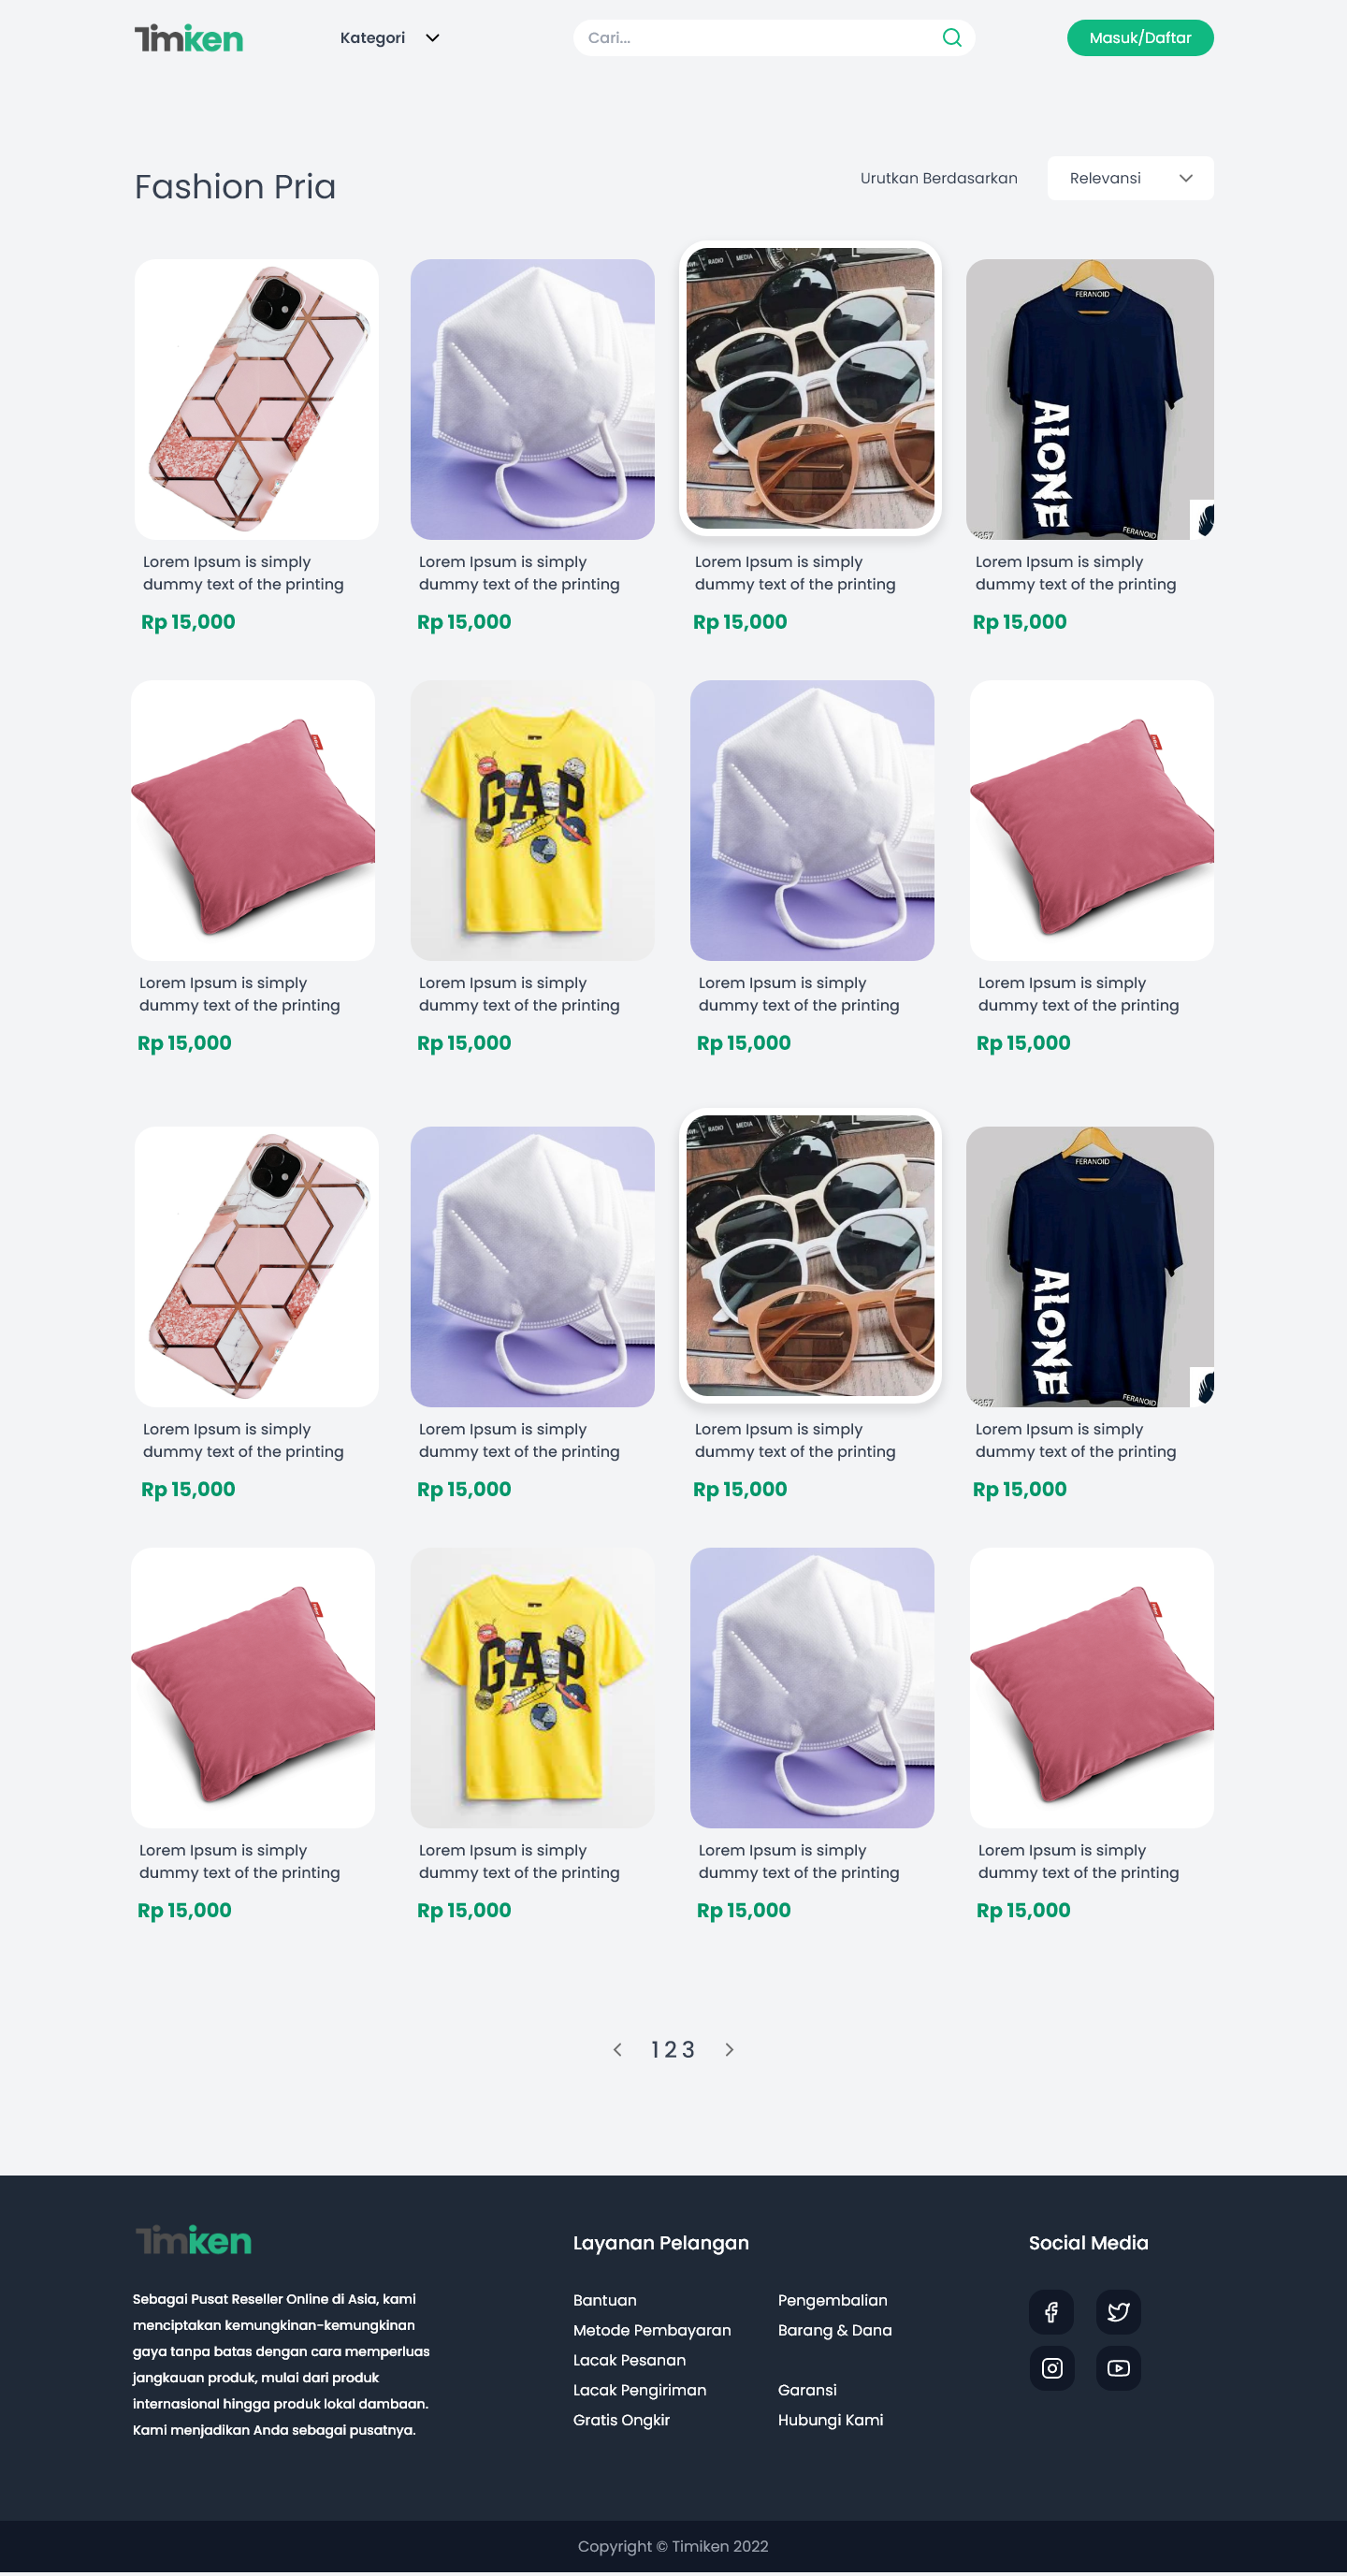 Timiken
Kategori
Cari...
Masuk/Daftar
Fashion Pria
Urutkan Berdasarkan
Relevansi
RADIO MEDIA
FERANOID
ALONE
FERANOID
Lorem Ipsum is simply
dummy text of the printing
Rp 15,000
Lorem Ipsum is simply
dummy text of the printing
Rp 15,000
Lorem Ipsum is simply
dummy text of the printing
Rp 15,000
Lorem Ipsum is simply
dummy text of the printing
Rp 15,000
GAP
Lorem Ipsum is simply
dummy text of the printing
Rp 15,000
Lorem Ipsum is simply
dummy text of the printing
Rp 15,000
Lorem Ipsum is simply
dummy text of the printing
Rp 15,000
Lorem Ipsum is simply
dummy text of the printing
Rp 15,000
RADIO MEDIA
FERANOID
ALONE
FERANOID
Lorem Ipsum is simply
dummy text of the printing
Rp 15,000
Lorem Ipsum is simply
dummy text of the printing
Rp 15,000
Lorem Ipsum is simply
dummy text of the printing
Rp 15,000
Lorem Ipsum is simply
dummy text of the printing
Rp 15,000
GAP
Lorem Ipsum is simply
dummy text of the printing
Rp 15,000
Lorem Ipsum is simply
dummy text of the printing
Rp 15,000
Lorem Ipsum is simply
dummy text of the printing
Rp 15,000
Lorem Ipsum is simply
dummy text of the printing
Rp 15,000
1 2 3
Timiken
Sebagai Pusat Reseller Online di Asia, kami
menciptakan kemungkinan-kemungkinan
gaya tanpa batas dengan cara memperluas
jangkauan produk, mulai dari produk
internasional hingga produk lokal dambaan.
Kami menjadikan Anda sebagai pusatnya.
Layanan Pelangan
Bantuan
Metode Pembayaran
Lacak Pesanan
Lacak Pengiriman
Gratis Ongkir
Pengembalian
Barang & Dana
Garansi
Hubungi Kami
Social Media
Copyright © Timiken 2022